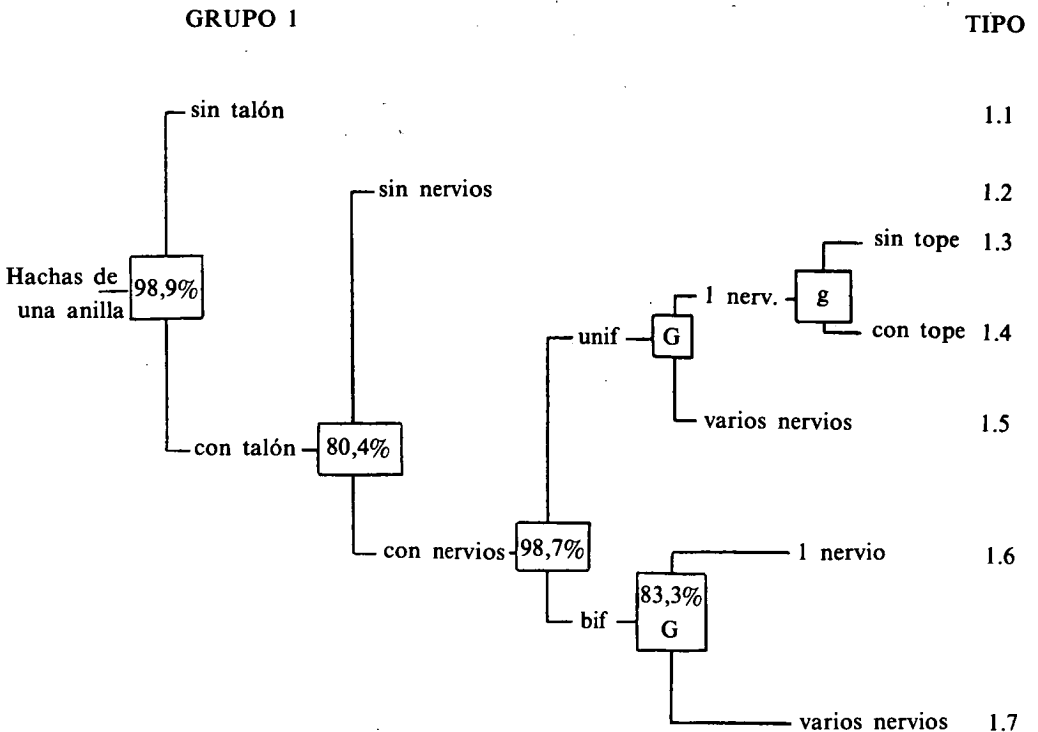 GRUPO 1 TIPO
sin talón 1.1
sin nervios 1.2
sin tope 1.3
Hachas de
una anilla
98,9%
1 nerv.
g
unif
G
con tope 1.4
varios nervios 1.5
con talón
80,4%
con nervios
98,7%
1 nervio 1.6
bif
83,3%
G
varios nervios 1.7